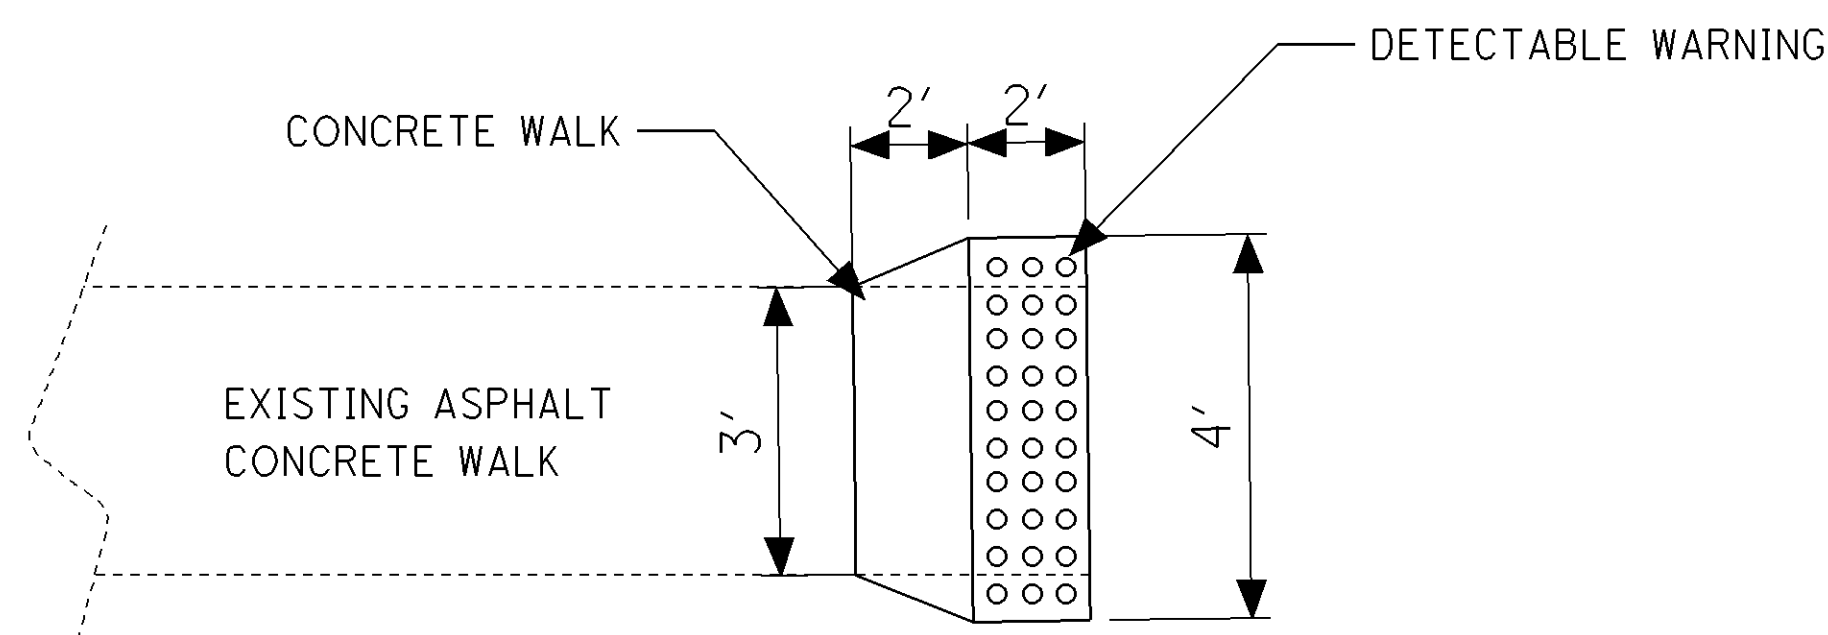 DETECTABLE WARNING
2' 2'
CONCRETE WALK
EXISTING ASPHALT
CONCRETE WALK
3'
4'